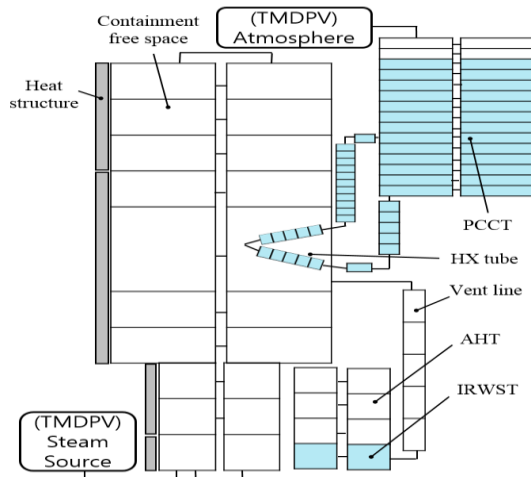 Containment
free space
(TMDPV)
Atmosphere
Heat
structure
PCCT
HX tube
Vent line
AHT
IRWST
(TMDPV)
Steam
Source